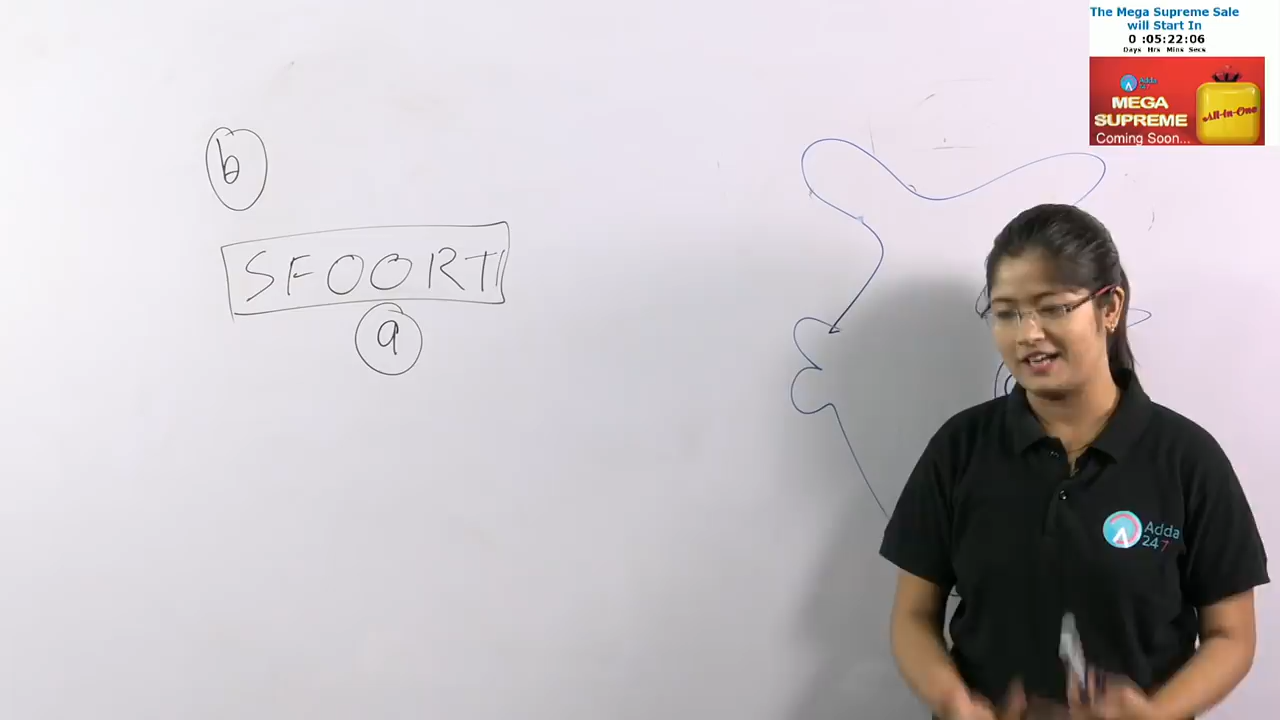 The Mega Supreme Sale
will Start In
0 :05:22:06
Days Hrs Mins Secs
Adda 247
MEGA
SUPREME
All-In-One
Coming Soon...
b
SFOORT
a
Adda
247